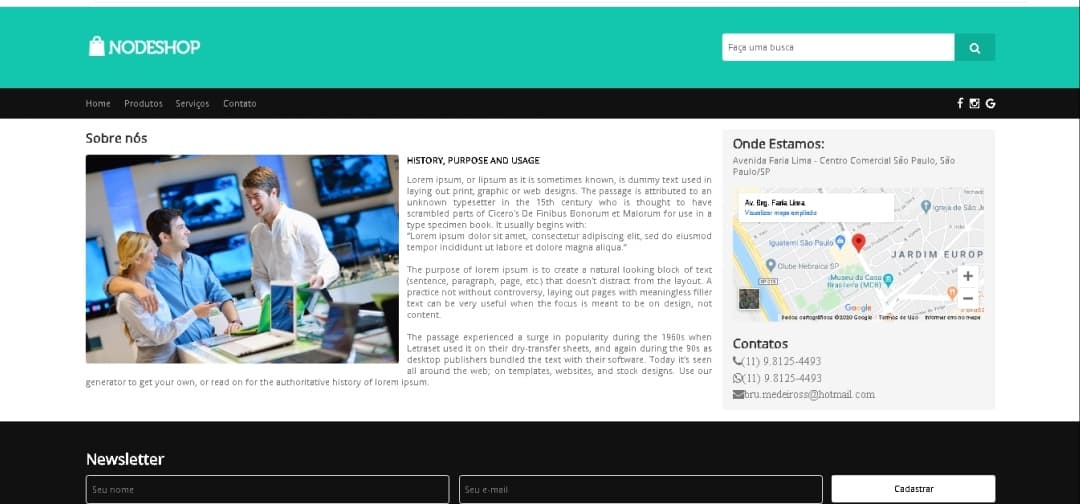 NODESHOP
Faça uma busca
Home Produtos Serviços Contato
Sobre nós
HISTORY, PURPOSE AND USAGE
Lorem ipsum, or lipsum as it is sometimes known, is dummy text used in
laying out print, graphic or web designs. The passage is attributed to an
unknown typesetter in the 15th century who is thought to have
scrambled parts of Cicero's De Finibus Bonorum et Malorum for use in a
type specimen book. It usually begins with:
"Lorem ipsum dolor sit amet, consectetur adipiscing elit, sed do eiusmod
tempor incididunt ut labore et dolore magna aliqua."
The purpose of lorem ipsum is to create a natural looking block of text
(sentence, paragraph, page, etc.) that doesn't distract from the layout. A
practice not without controversy, laying out pages with meaningless filler
text can be very useful when the focus is meant to be on design, not
content.
The passage experienced a surge in popularity during the 1960s when
Letraset used it on their dry-transfer sheets, and again during the 90s as
desktop publishers bundled the text with their software. Today it's seen
all around the web; on templates, websites, and stock designs. Use our
generator to get your own, or read on for the authoritative history of lorem ipsum.
Onde Estamos:
Avenida Faria Lima - Centro Comercial São Paulo, São
Paulo/SP
Av. Brg. Faria Lima
Visualizar mapa ampliado
Igreja de São José
Iguatemi São Paulo
JARDIM EUROP
Clube Hebraica SP
Museu da Casa
Brasileira (MCB)
SP-015
Google
Dados cartográficos ©2020 Google Termos de Uso Informar erro no mapa
Contatos
(11) 9.8125-4493
(11) 9.8125-4493
bru.medeiross@hotmail.com
Newsletter
Seu nome
Seu e-mail
Cadastrar